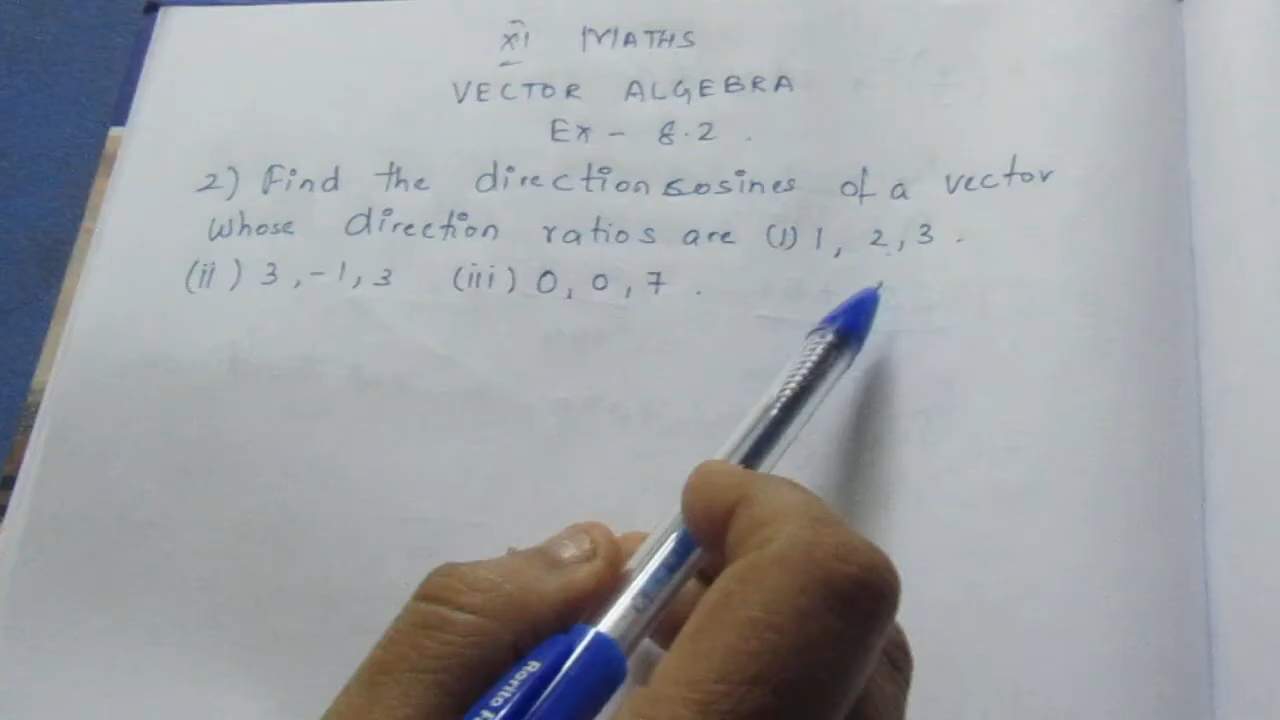 XI MATHS
VECTOR ALGEBRA
Ex - 8.2.
2) Find the direction cosines of a vector
whose direction ratios are (i) 1, 2, 3.
(ii) 3, -1, 3 (iii) 0, 0, 7.
Rorito